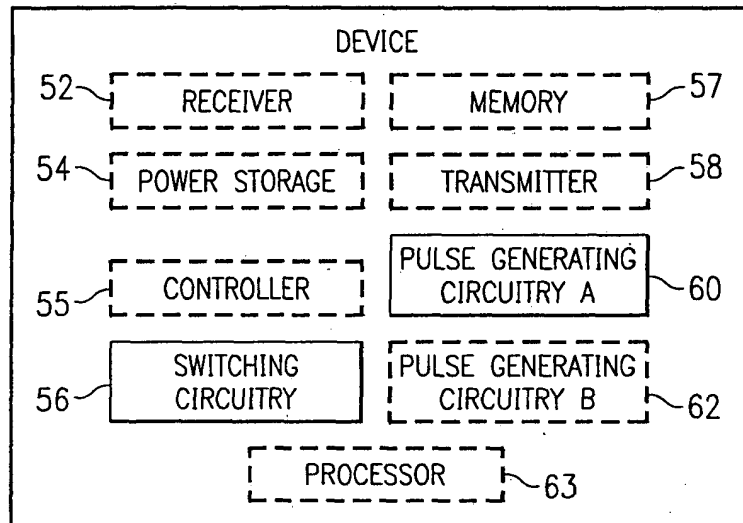 DEVICE
52 RECEIVER MEMORY 57
54 POWER STORAGE TRANSMITTER 58
55 CONTROLLER PULSE GENERATING CIRCUITRY A 60
56 SWITCHING CIRCUITRY PULSE GENERATING CIRCUITRY B 62
PROCESSOR 63